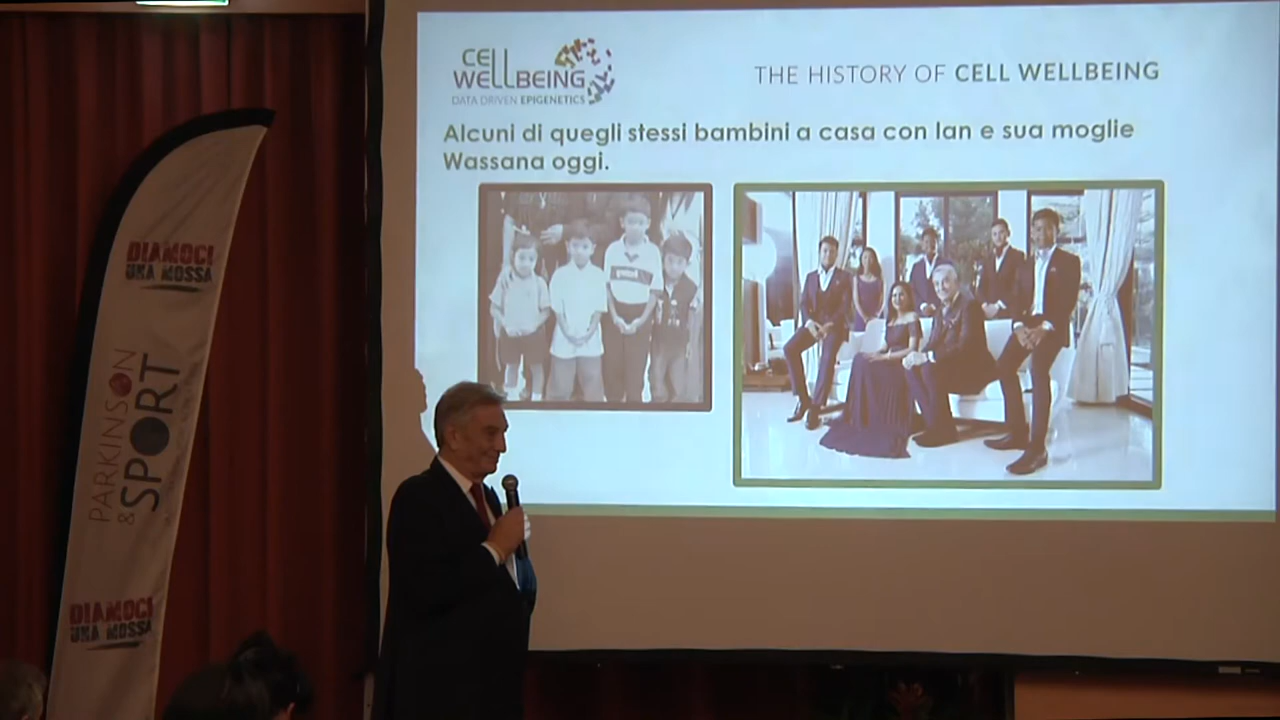 CELL
WELLBEING
DATA DRIVEN EPIGENETICS
THE HISTORY OF CELL WELLBEING
Alcuni di quegli stessi bambini a casa con Ian e sua moglie
Wassana oggi.
DIAMOCI
UNA MOSSA
PARKINSON
& SPORT
DIAMOCI
UNA MOSSA